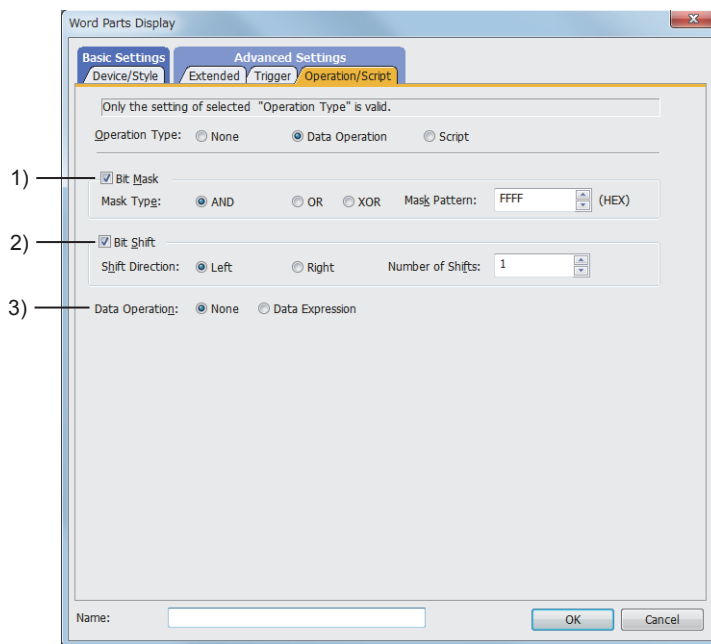 Word Parts Display
Basic Settings Advanced Settings
Device/Style Extended Trigger Operation/Script
Only the setting of selected "Operation Type" is valid.
Operation Type: None Data Operation Script
1) Bit Mask
Mask Type: AND OR XOR Mask Pattern: FFFF (HEX)
2) Bit Shift
Shift Direction: Left Right Number of Shifts: 1
3) Data Operation: None Data Expression
Name: OK Cancel